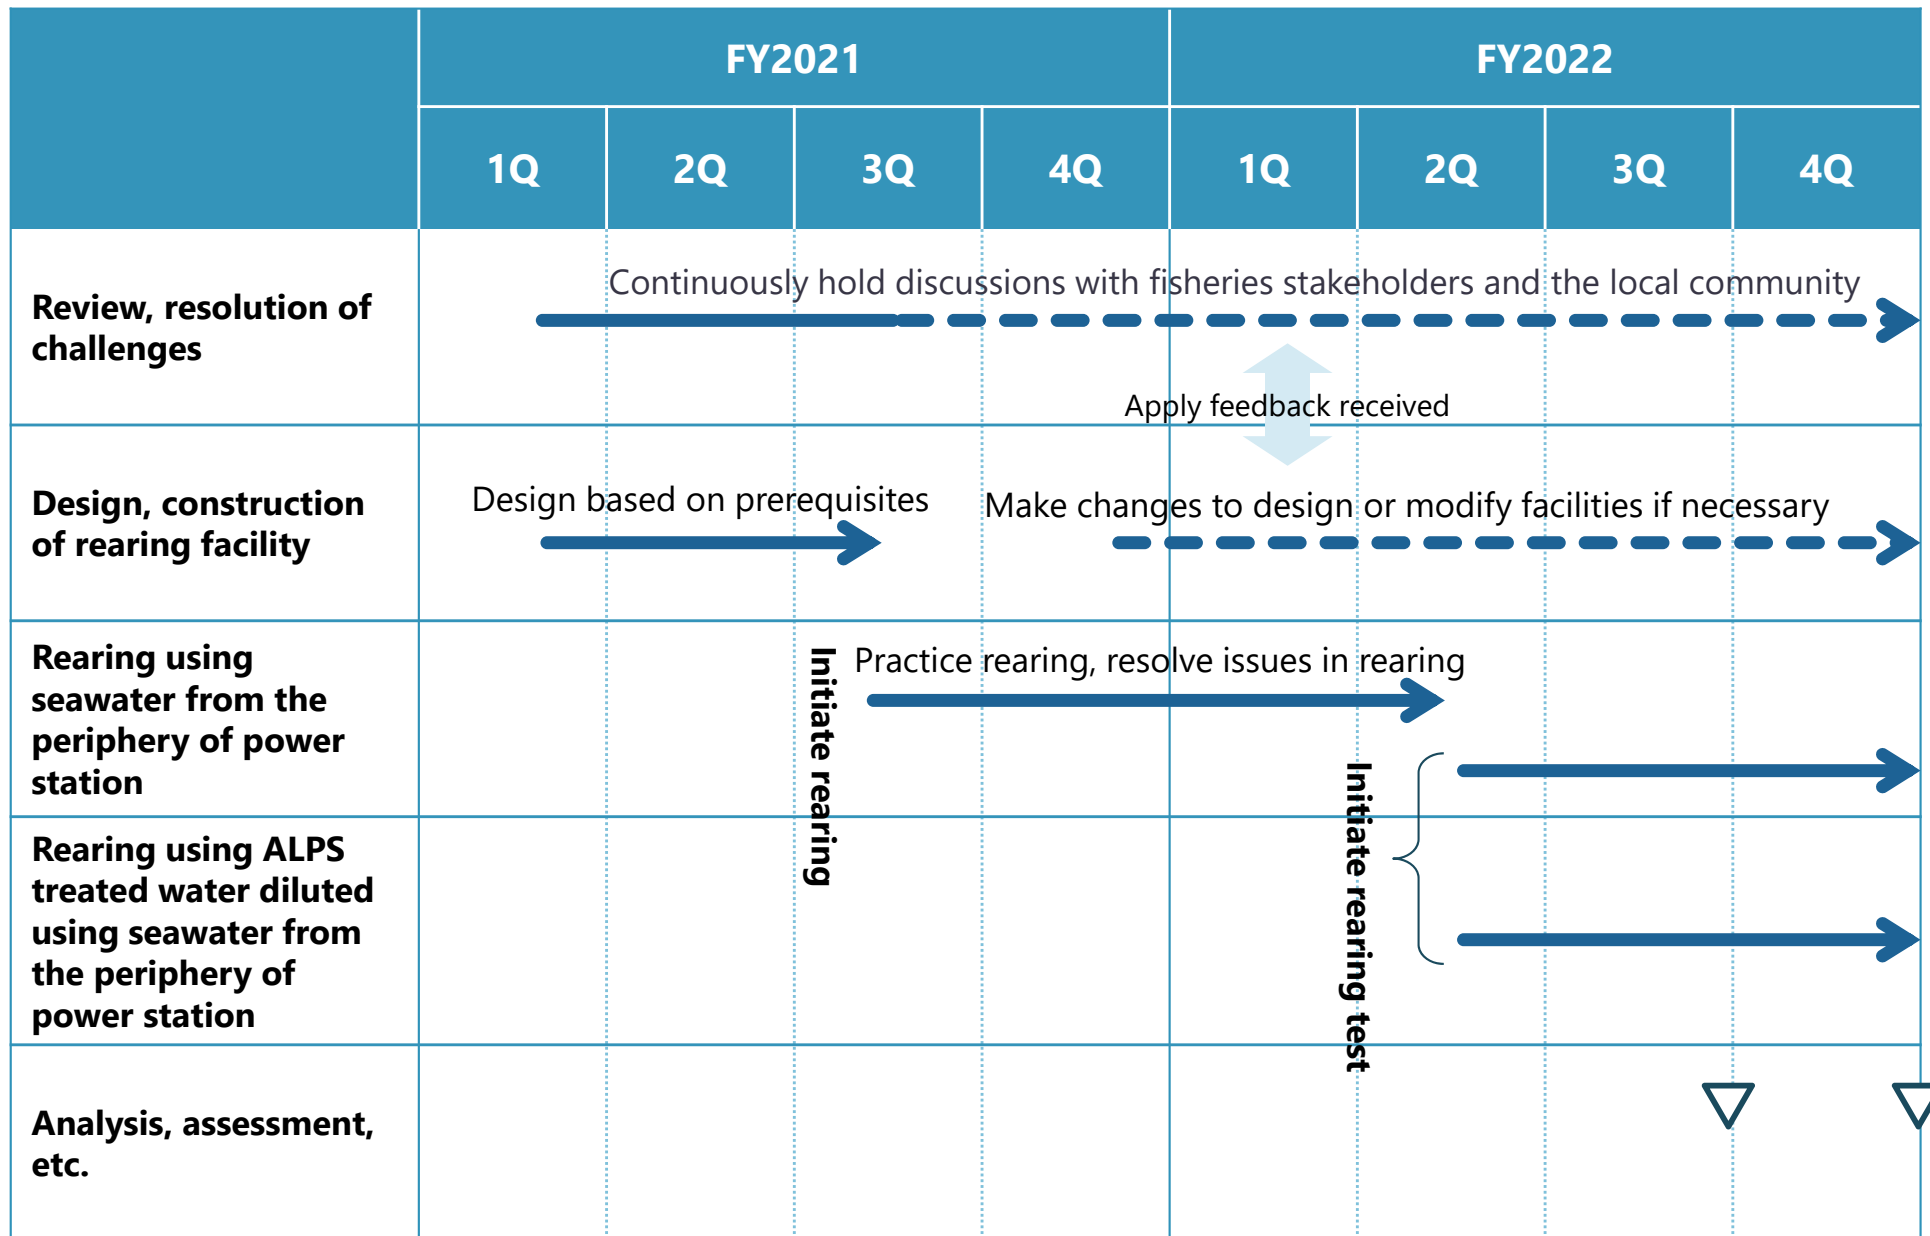 FY2021
FY2022
1Q
2Q
3Q
4Q
1Q
2Q
3Q
4Q
Review, resolution of
challenges
Continuously hold discussions with fisheries stakeholders and the local community
Apply feedback received
Design, construction
of rearing facility
Design based on prerequisites
Make changes to design or modify facilities if necessary
Rearing using
seawater from the
periphery of power
station
Initiate rearing
Practice rearing, resolve issues in rearing
Initiate rearing test
Rearing using ALPS
treated water diluted
using seawater from
the periphery of
power station
Analysis, assessment,
etc.